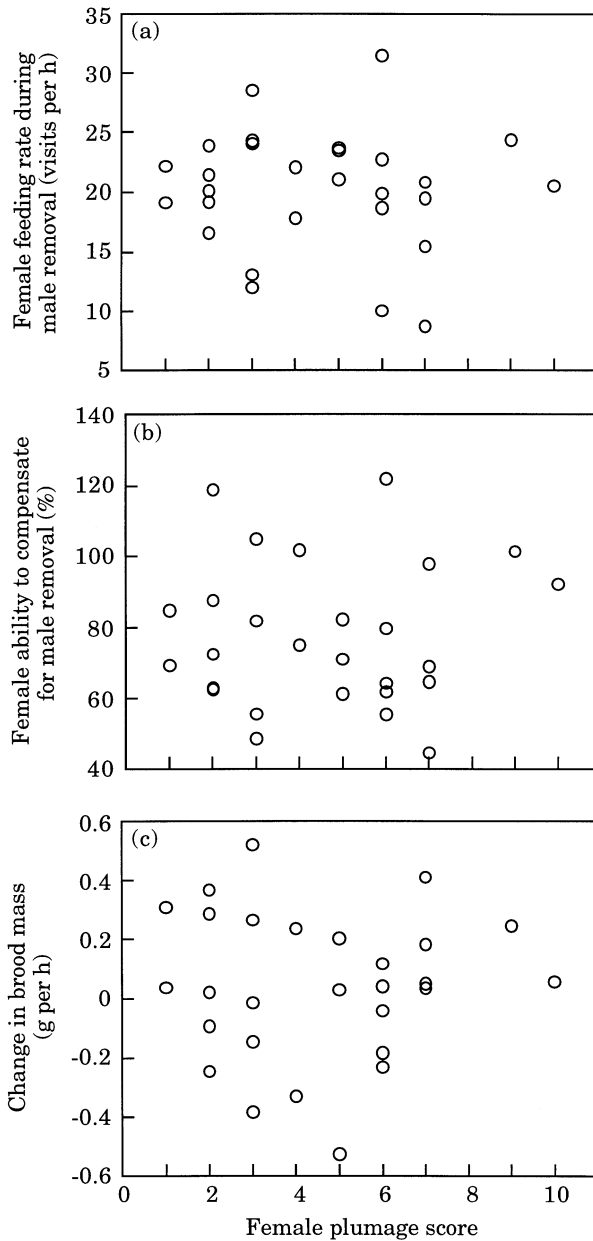 (a)
Female feeding rate during
male removal (visits per h)
35
30
25
20
15
10
5
(b)
Female ability to compensate
for male removal (%)
140
120
100
80
60
40
(c)
Change in brood mass
(g per h)
0.6
0.4
0.2
0
-0.2
-0.4
-0.6
0 2 4 6 8 10
Female plumage score